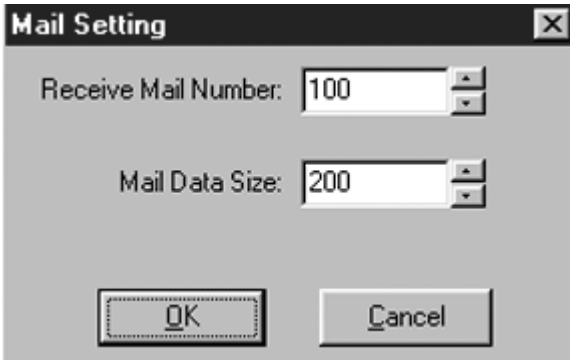 Mail Setting
Receive Mail Number: 100
Mail Data Size: 200
OK Cancel